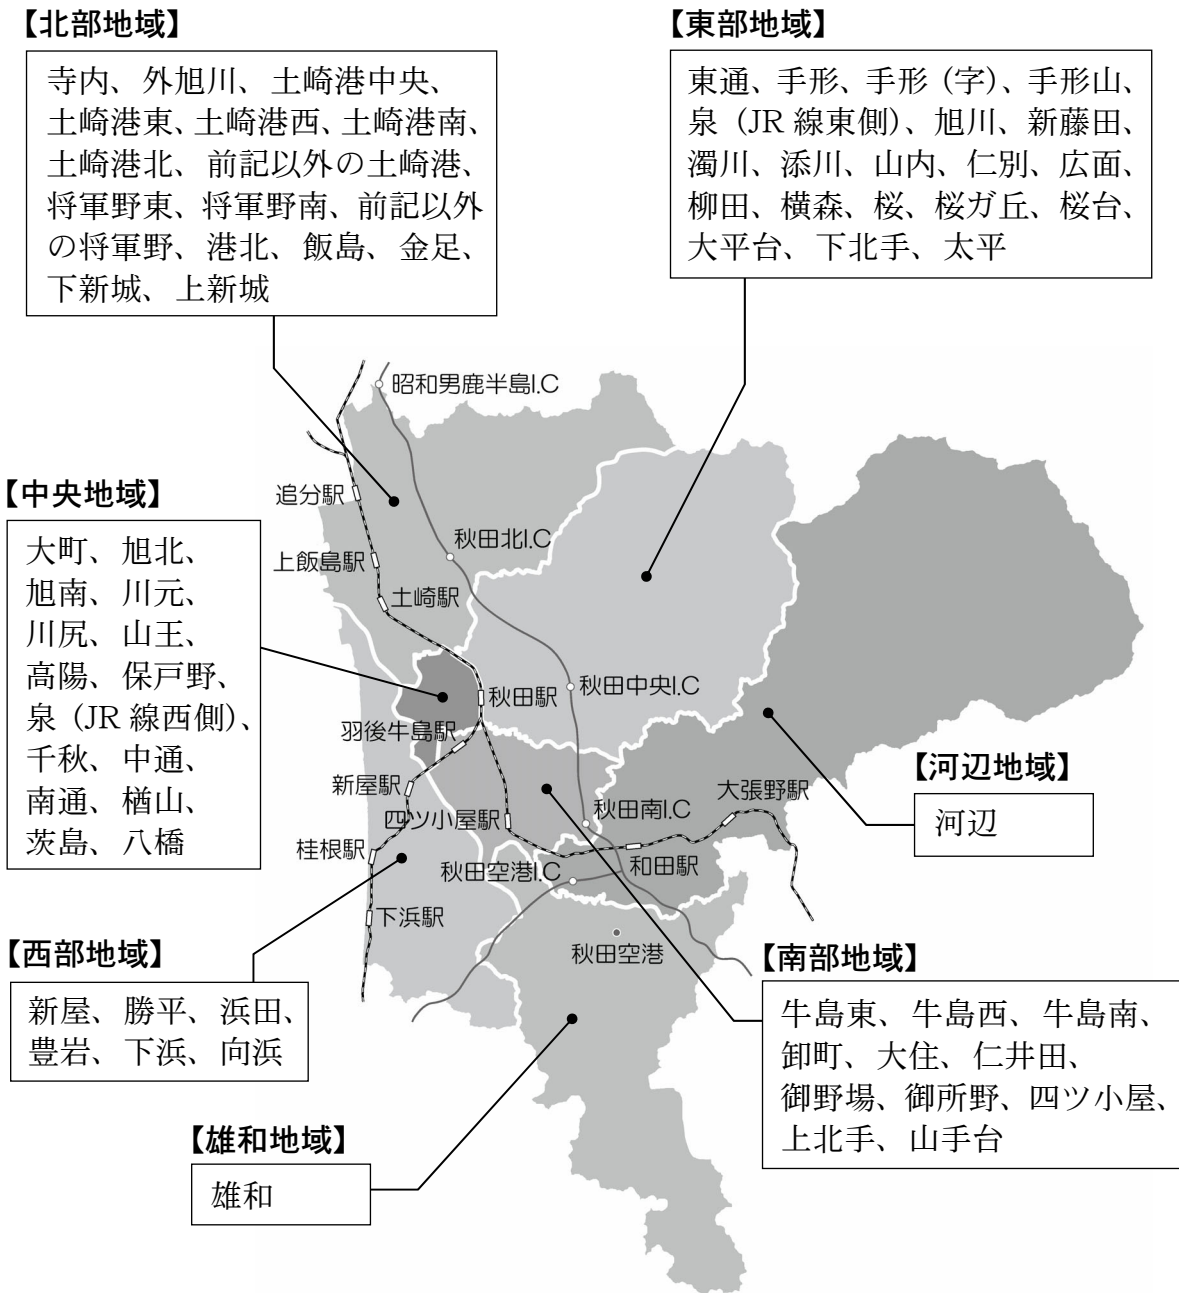 【北部地域】
寺内、外旭川、土崎港中央、
土崎港東、土崎港西、土崎港南、
土崎港北、前記以外の土崎港、
将軍野東、将軍野南、前記以外
の将軍野、港北、飯島、金足、
下新城、上新城
【東部地域】
東通、手形、手形（字）、手形山、
泉（JR線東側）、旭川、新藤田、
濁川、添川、山内、仁別、広面、
柳田、横森、桜、桜ガ丘、桜台、
大平台、下北手、太平
【中央地域】
大町、旭北、
旭南、川元、
川尻、山王、
高陽、保戸野、
泉（JR線西側）、
千秋、中通、
南通、楢山、
茨島、八橋
昭和男鹿半島I.C
追分駅
秋田北I.C
上飯島駅
土崎駅
秋田駅
秋田中央I.C
羽後牛島駅
新屋駅
四ツ小屋駅
秋田南I.C
大張野駅
桂根駅
秋田空港I.C
和田駅
下浜駅
秋田空港
【河辺地域】
河辺
【西部地域】
新屋、勝平、浜田、
豊岩、下浜、向浜
【南部地域】
牛島東、牛島西、牛島南、
卸町、大住、仁井田、
御野場、御所野、四ツ小屋、
上北手、山手台
【雄和地域】
雄和